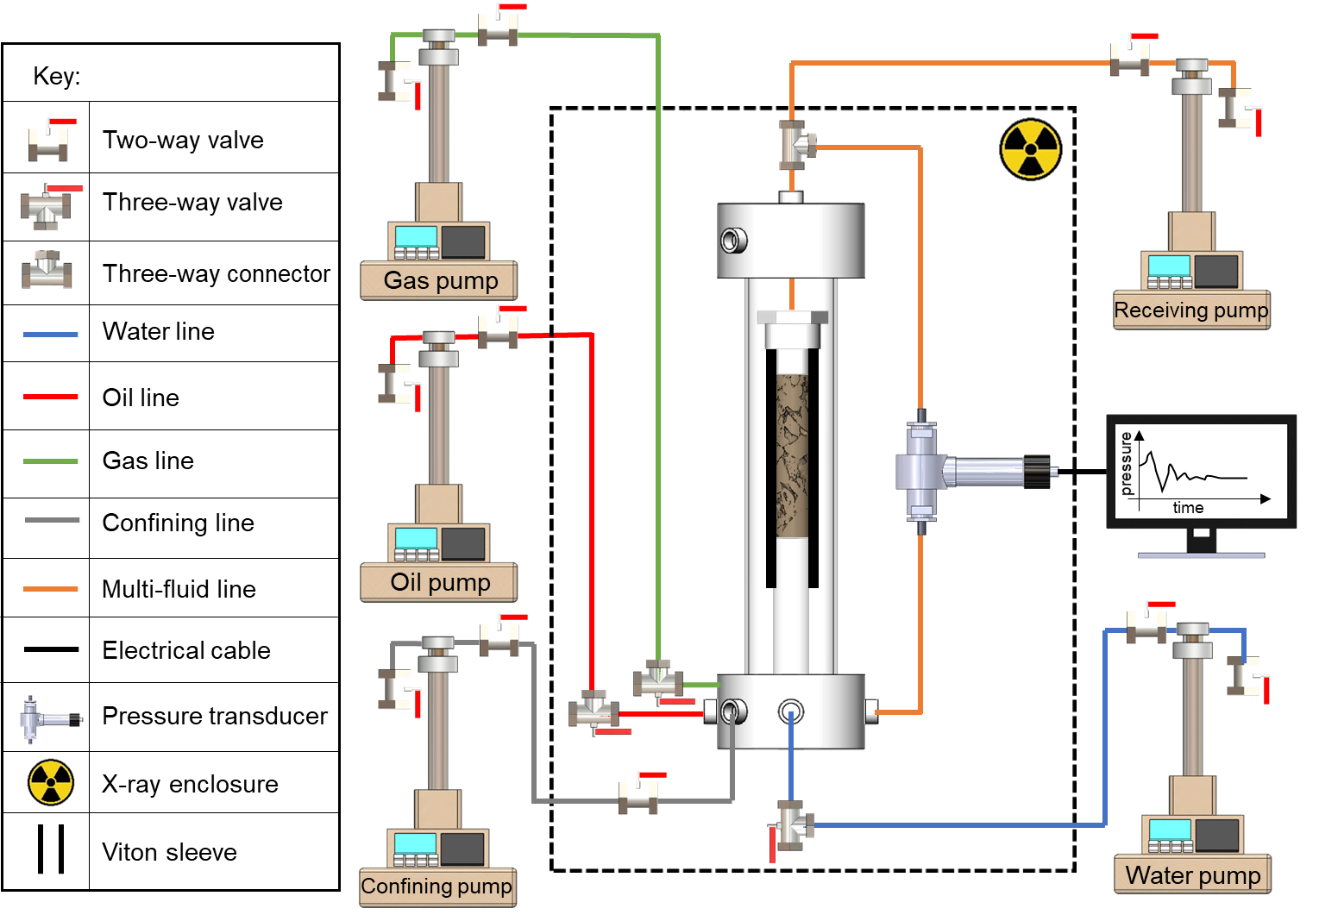 Key:
Two-way valve
Three-way valve
Three-way connector
Water line
Oil line
Gas line
Confining line
Multi-fluid line
Electrical cable
Pressure transducer
X-ray enclosure
Viton sleeve
Gas pump
Oil pump
Confining pump
Receiving pump
pressure
time
Water pump